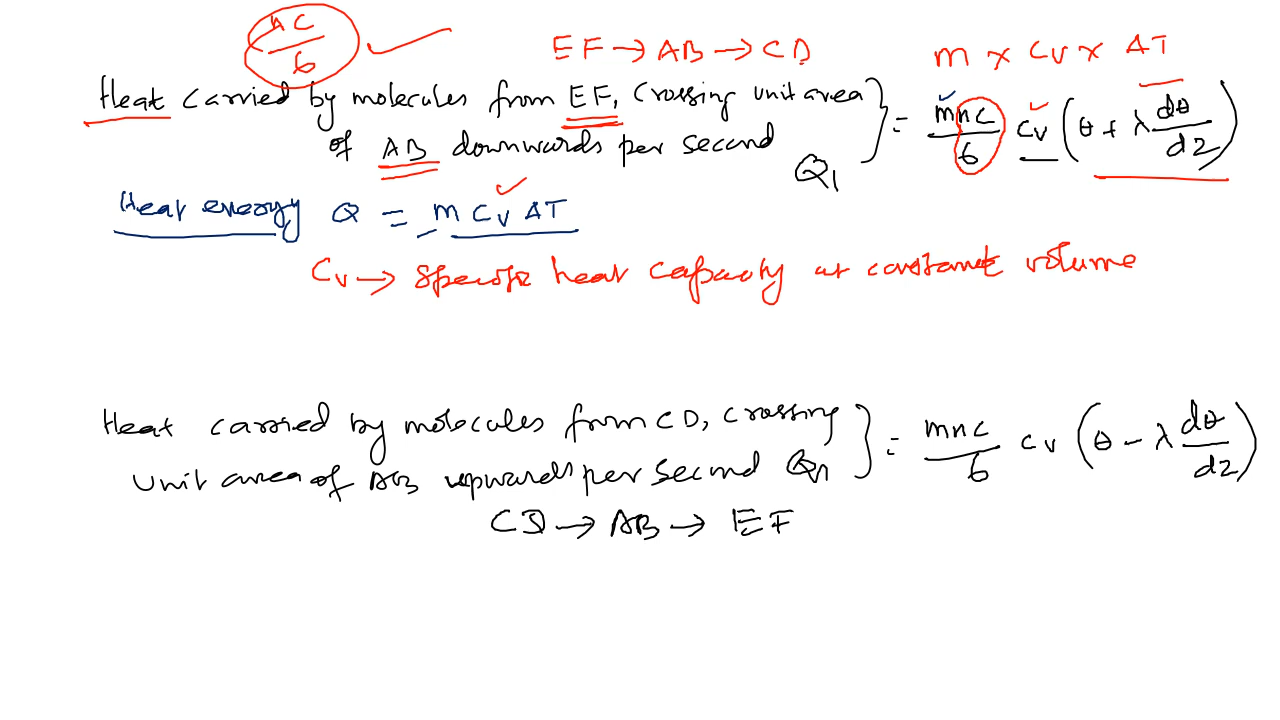 nc/6
EF → AB → CD
m x Cv x ΔT
Heat carried by molecules from EF, crossing unit area
of AB downwards per second Q1
} = mnc/6 Cv (θ + λ dθ/dz)
Heat energy Q = m Cv ΔT
Cv → Specific heat capacity at constant volume
Heat carried by molecules from CD, crossing
unit area of AB upwards per second Q1
} = mnc/6 Cv (θ - λ dθ/dz)
CD → AB → EF